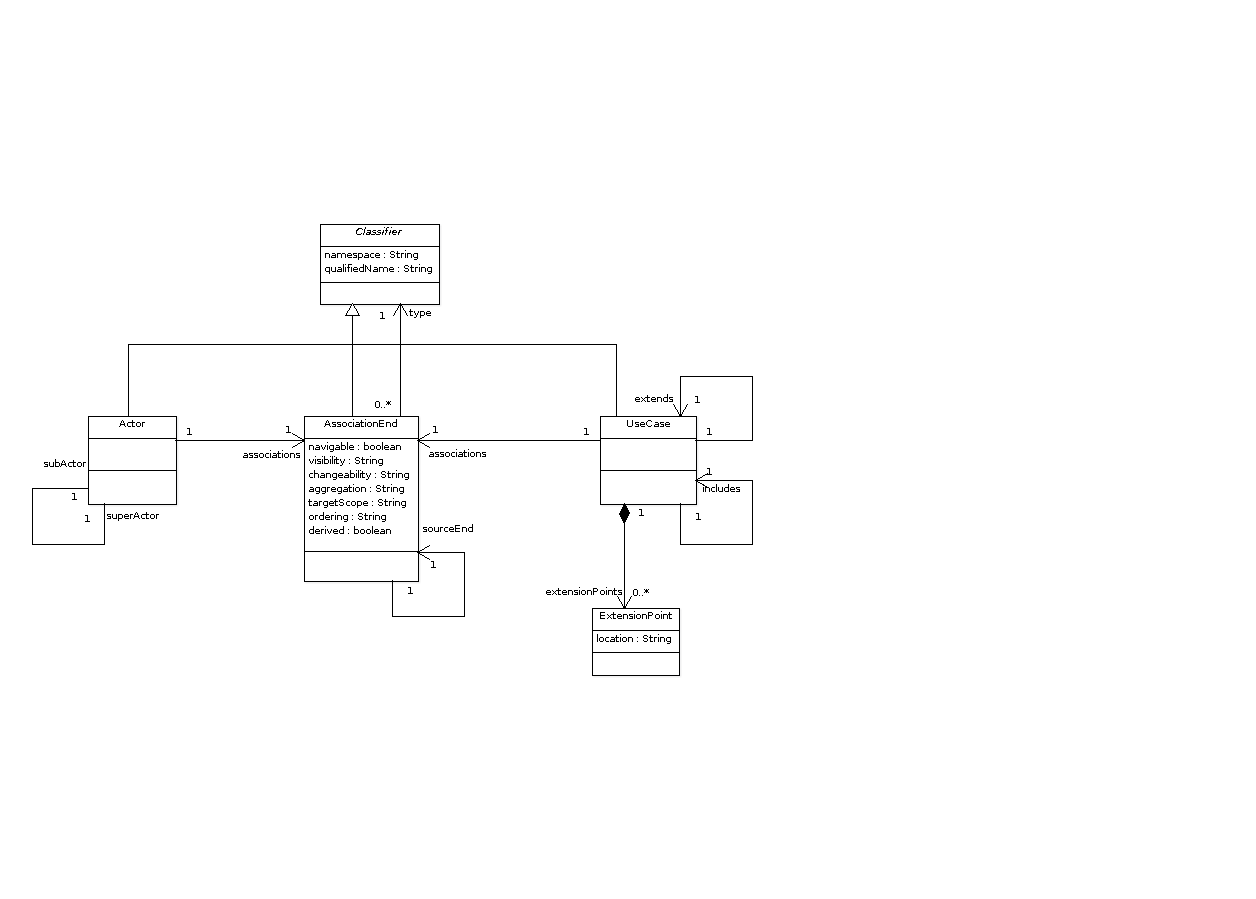 Classifier
namespace : String
qualifiedName : String
1
type
0..*
extends
1
Actor
AssociationEnd
UseCase
1
1
1
1
1
associations
associations
navigable : boolean
visibility : String
changeability : String
aggregation : String
targetScope : String
ordering : String
derived : boolean
subActor
1
1
superActor
1
includes
1
1
sourceEnd
1
1
extensionPoints
0..*
ExtensionPoint
location : String